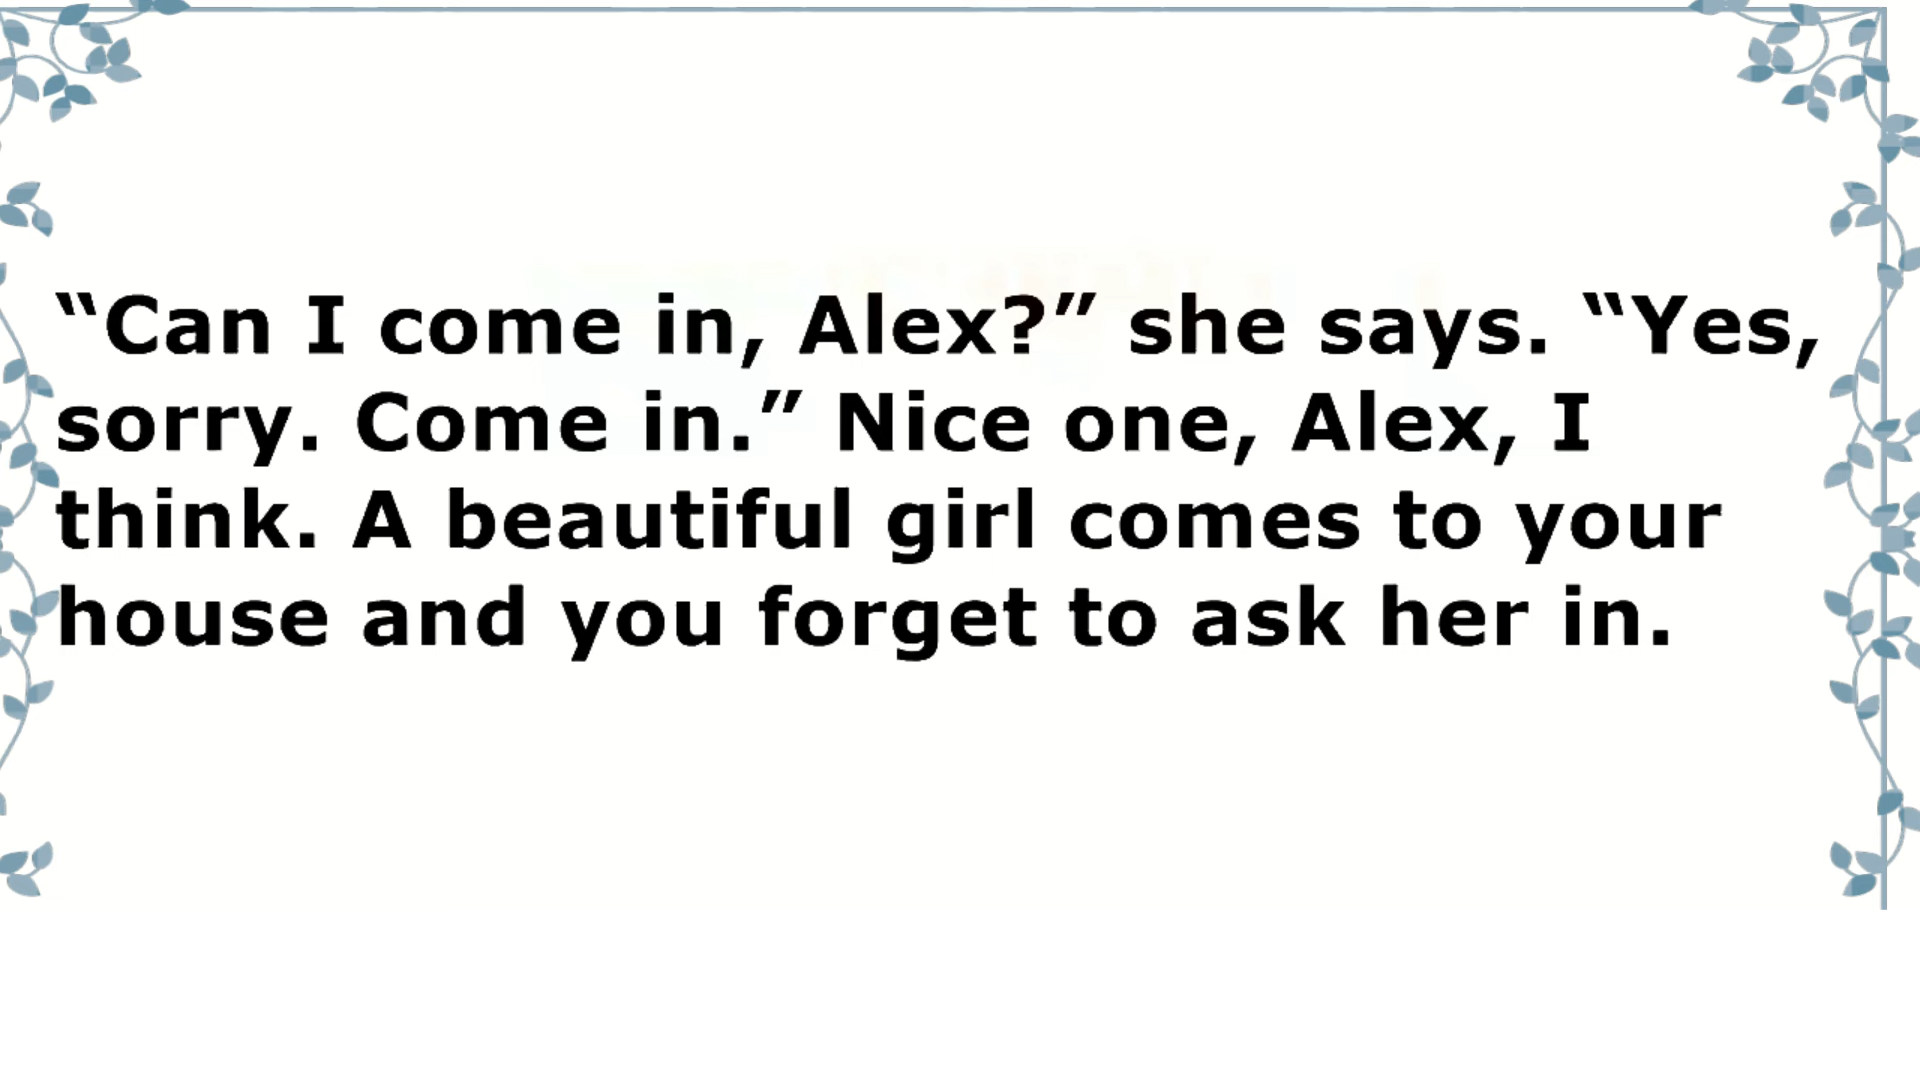 “Can I come in, Alex?” she says. “Yes,
sorry. Come in.” Nice one, Alex, I
think. A beautiful girl comes to your
house and you forget to ask her in.